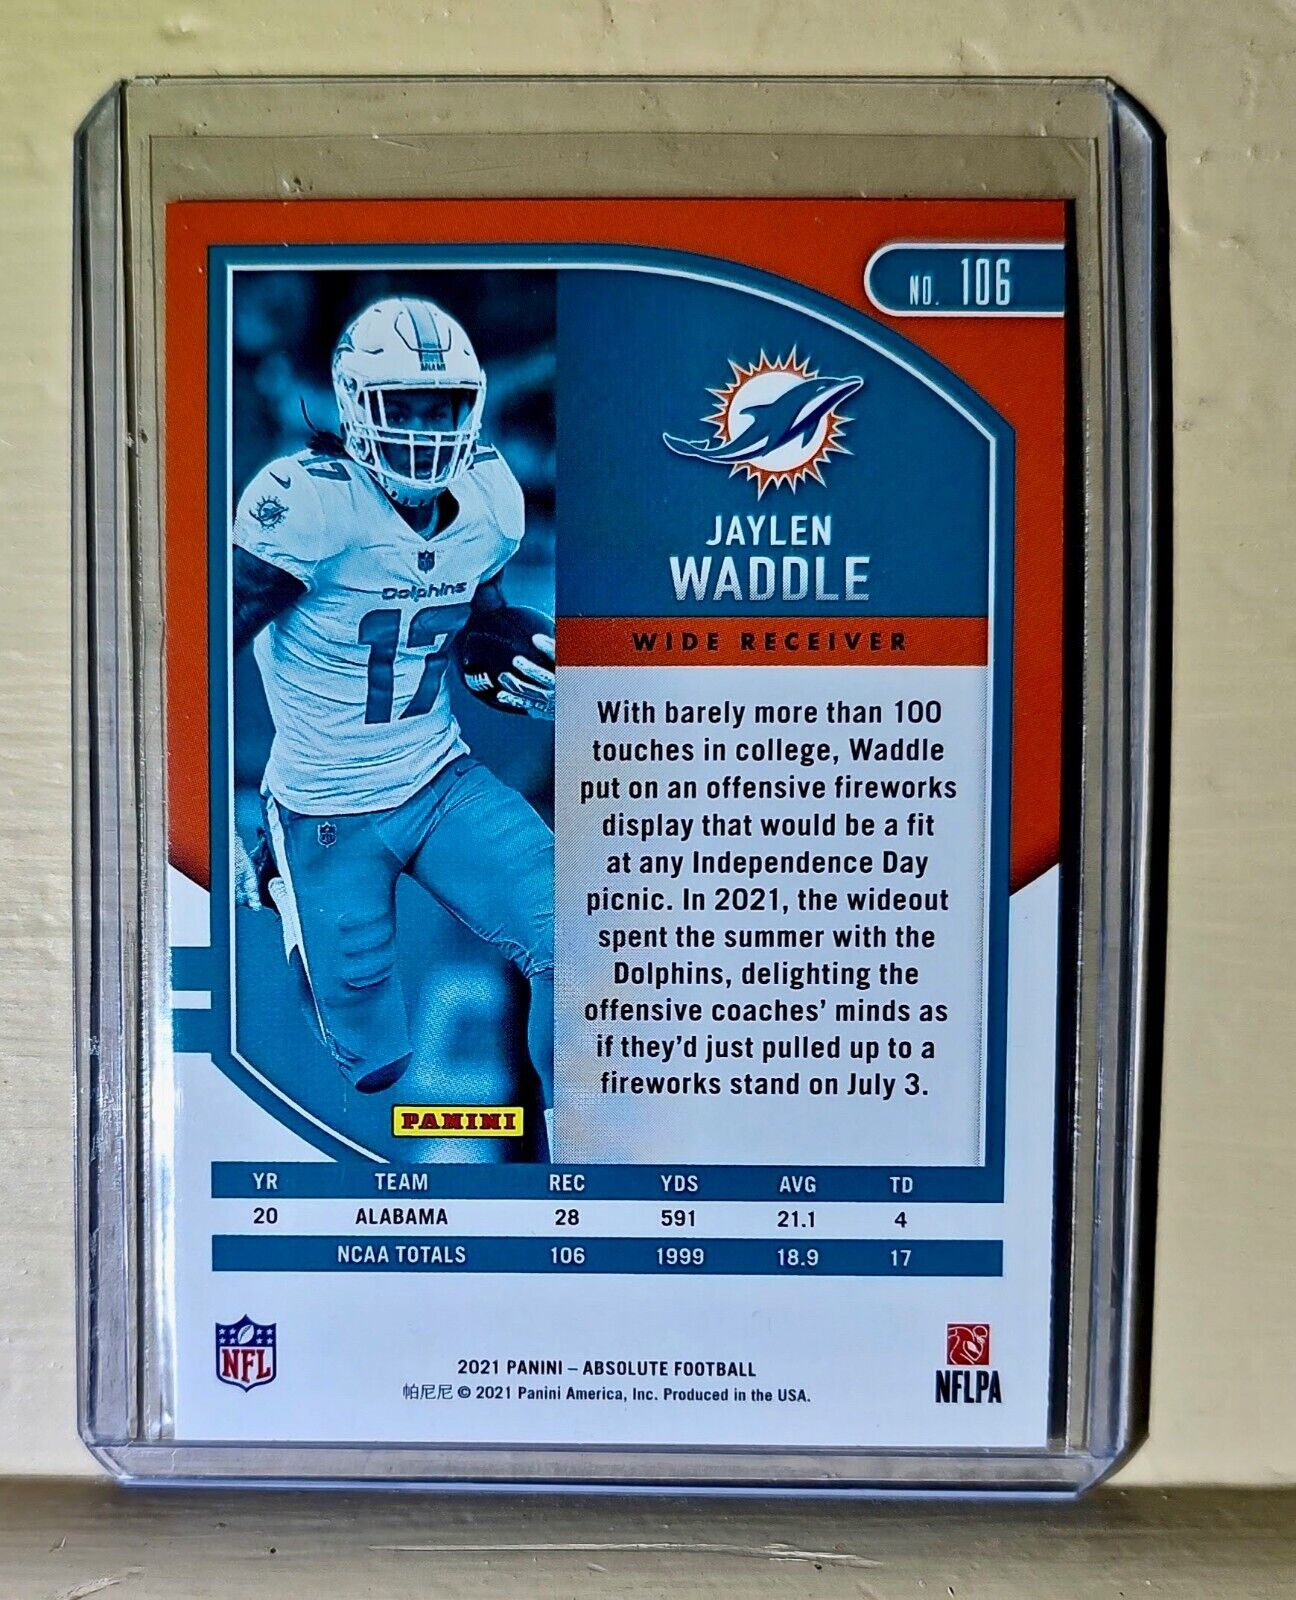 NO. 106
MIAMI
Dolphins
17
17
JAYLEN
WADDLE
WIDE RECEIVER
With barely more than 100
touches in college, Waddle
put on an offensive fireworks
display that would be a fit
at any Independence Day
picnic. In 2021, the wideout
spent the summer with the
Dolphins, delighting the
offensive coaches’ minds as
if they’d just pulled up to a
fireworks stand on July 3.
PANINI
YR TEAM REC YDS AVG TD
20 ALABAMA 28 591 21.1 4
NCAA TOTALS 106 1999 18.9 17
NFL
2021 PANINI – ABSOLUTE FOOTBALL
帕尼尼 © 2021 Panini America, Inc. Produced in the USA.
NFLPA